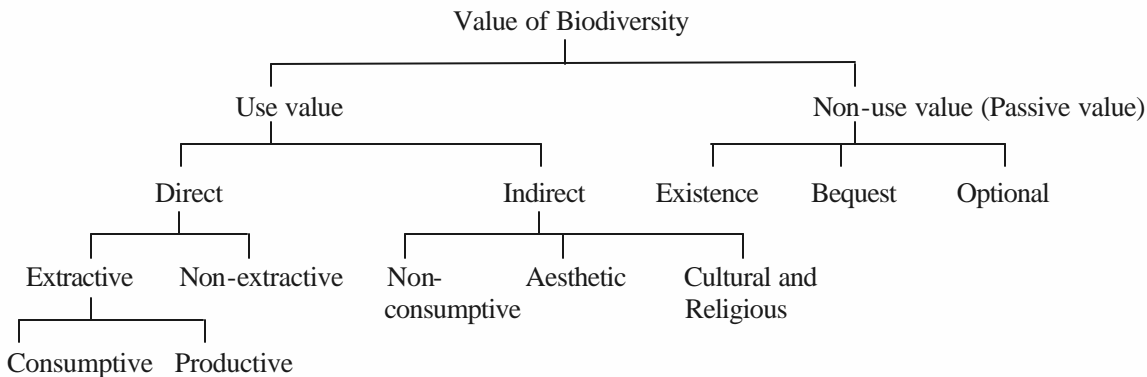 Value of Biodiversity
Use value
Non-use value (Passive value)
Direct
Indirect
Existence
Bequest
Optional
Extractive
Non-extractive
Non-
consumptive
Aesthetic
Cultural and
Religious
Consumptive
Productive